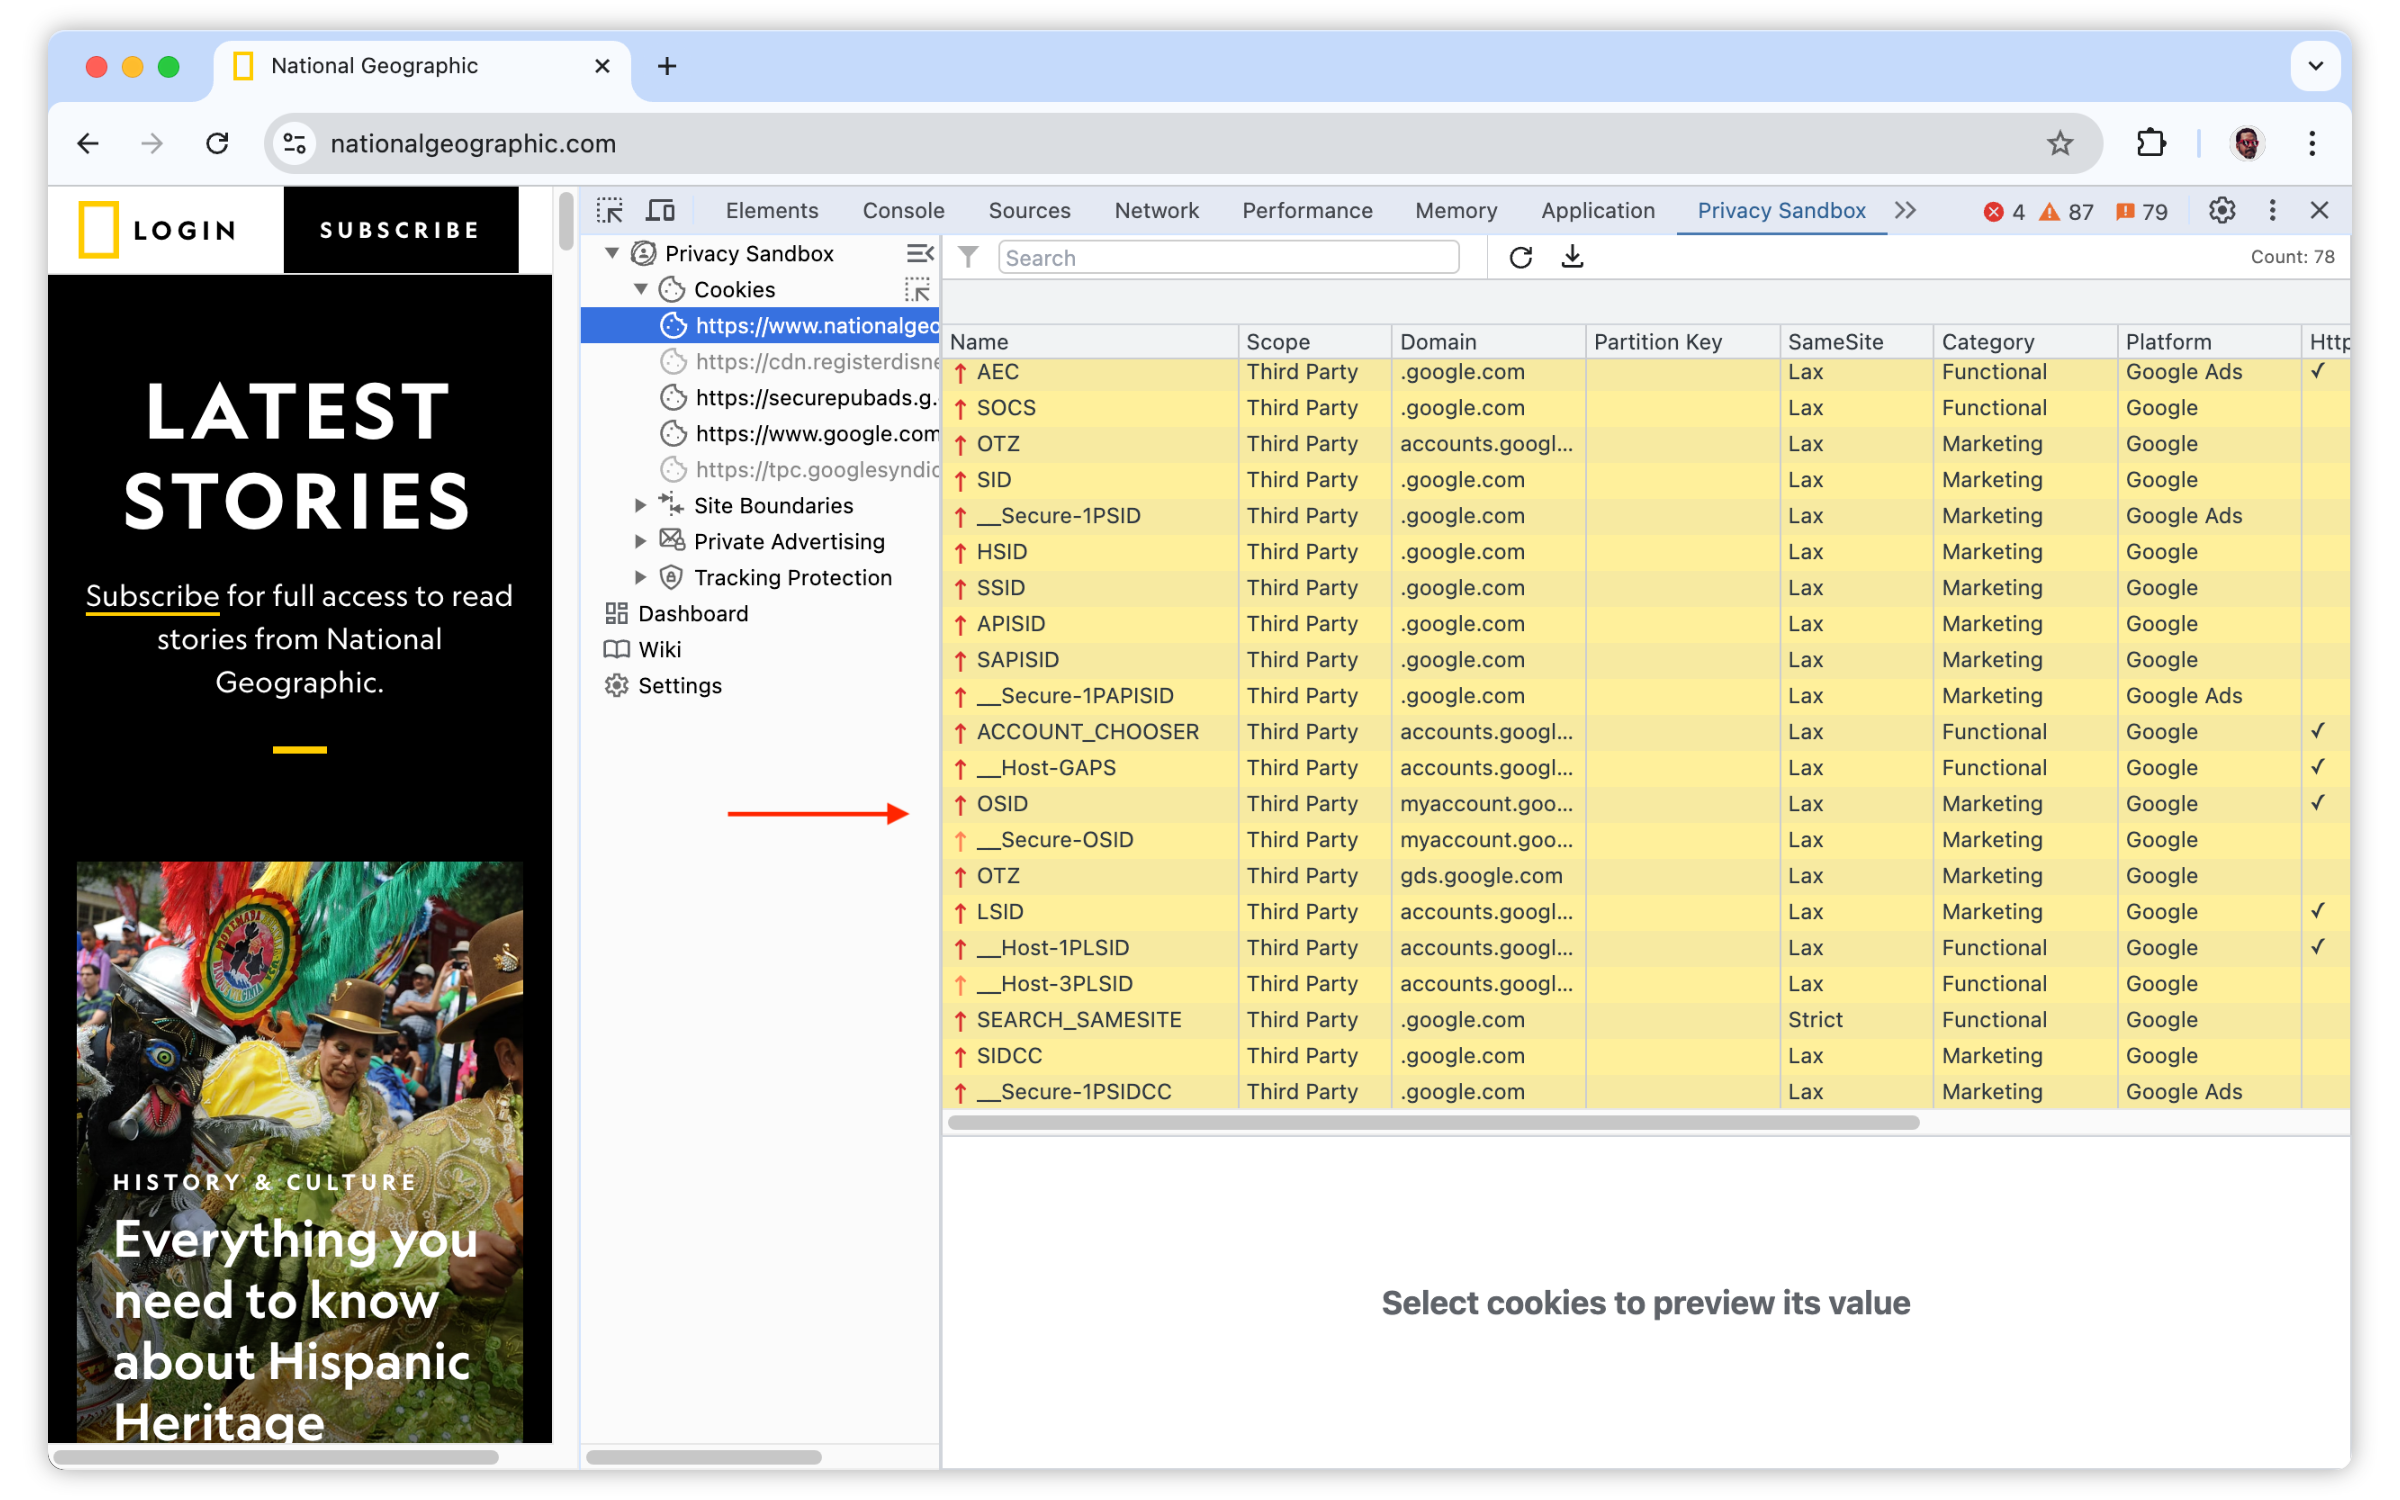 National Geographic
nationalgeographic.com
LOGIN
SUBSCRIBE
LATEST
STORIES
Subscribe for full access to read
stories from National
Geographic.
HISTORY & CULTURE
Everything you
need to know
about Hispanic
Heritage
Elements Console Sources Network Performance Memory Application Privacy Sandbox 4 87 79
Privacy Sandbox
Cookies
https://www.nationalgeo
https://cdn.registerdisne
https://securepubads.g.
https://www.google.com
https://tpc.googlesyndic
Site Boundaries
Private Advertising
Tracking Protection
Dashboard
Wiki
Settings
Search
Count: 78
Name Scope Domain Partition Key SameSite Category Platform Http
AEC Third Party .google.com Lax Functional Google Ads ✓
SOCS Third Party .google.com Lax Functional Google
OTZ Third Party accounts.googl... Lax Marketing Google
SID Third Party .google.com Lax Marketing Google
__Secure-1PSID Third Party .google.com Lax Marketing Google Ads
HSID Third Party .google.com Lax Marketing Google
SSID Third Party .google.com Lax Marketing Google
APISID Third Party .google.com Lax Marketing Google
SAPISID Third Party .google.com Lax Marketing Google
__Secure-1PAPISID Third Party .google.com Lax Marketing Google Ads
ACCOUNT_CHOOSER Third Party accounts.googl... Lax Functional Google ✓
__Host-GAPS Third Party accounts.googl... Lax Functional Google ✓
OSID Third Party myaccount.goo... Lax Marketing Google ✓
__Secure-OSID Third Party myaccount.goo... Lax Marketing Google
OTZ Third Party gds.google.com Lax Marketing Google
LSID Third Party accounts.googl... Lax Marketing Google ✓
__Host-1PLSID Third Party accounts.googl... Lax Functional Google ✓
__Host-3PLSID Third Party accounts.googl... Lax Functional Google
SEARCH_SAMESITE Third Party .google.com Strict Functional Google
SIDCC Third Party .google.com Lax Marketing Google
__Secure-1PSIDCC Third Party .google.com Lax Marketing Google Ads
Select cookies to preview its value